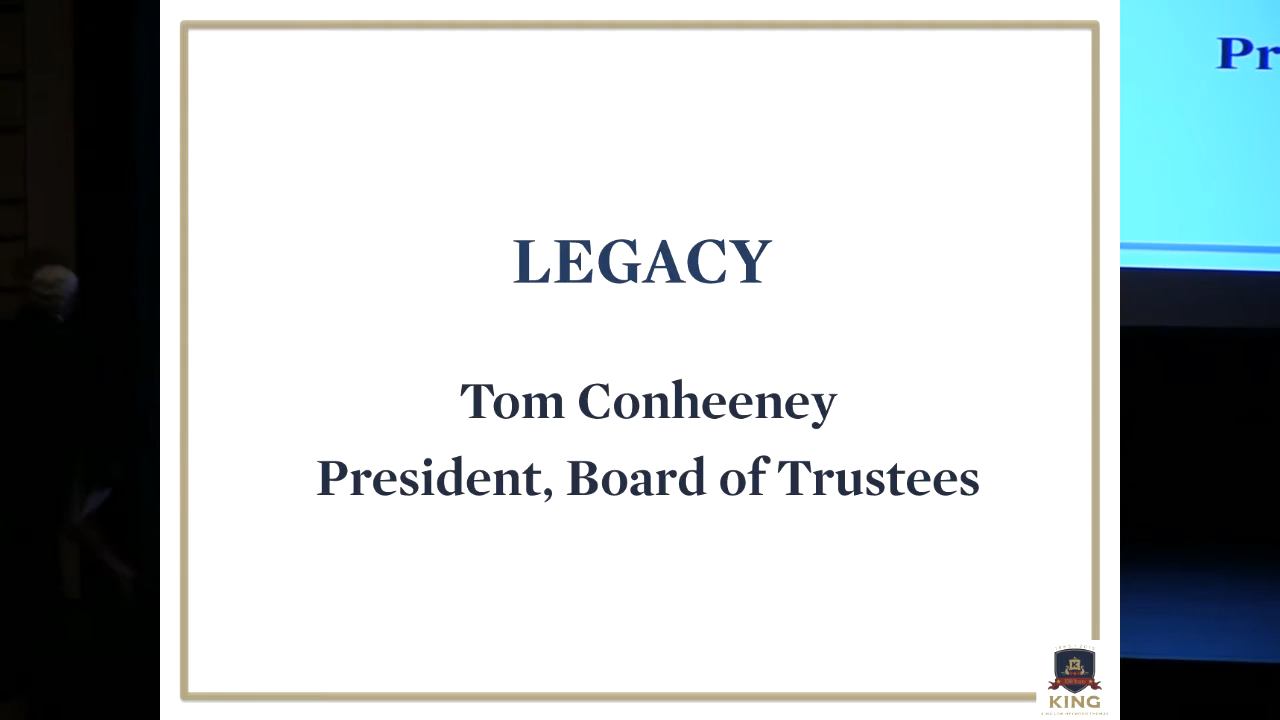 LEGACY
Tom Conheeney
President, Board of Trustees
Pr
KING